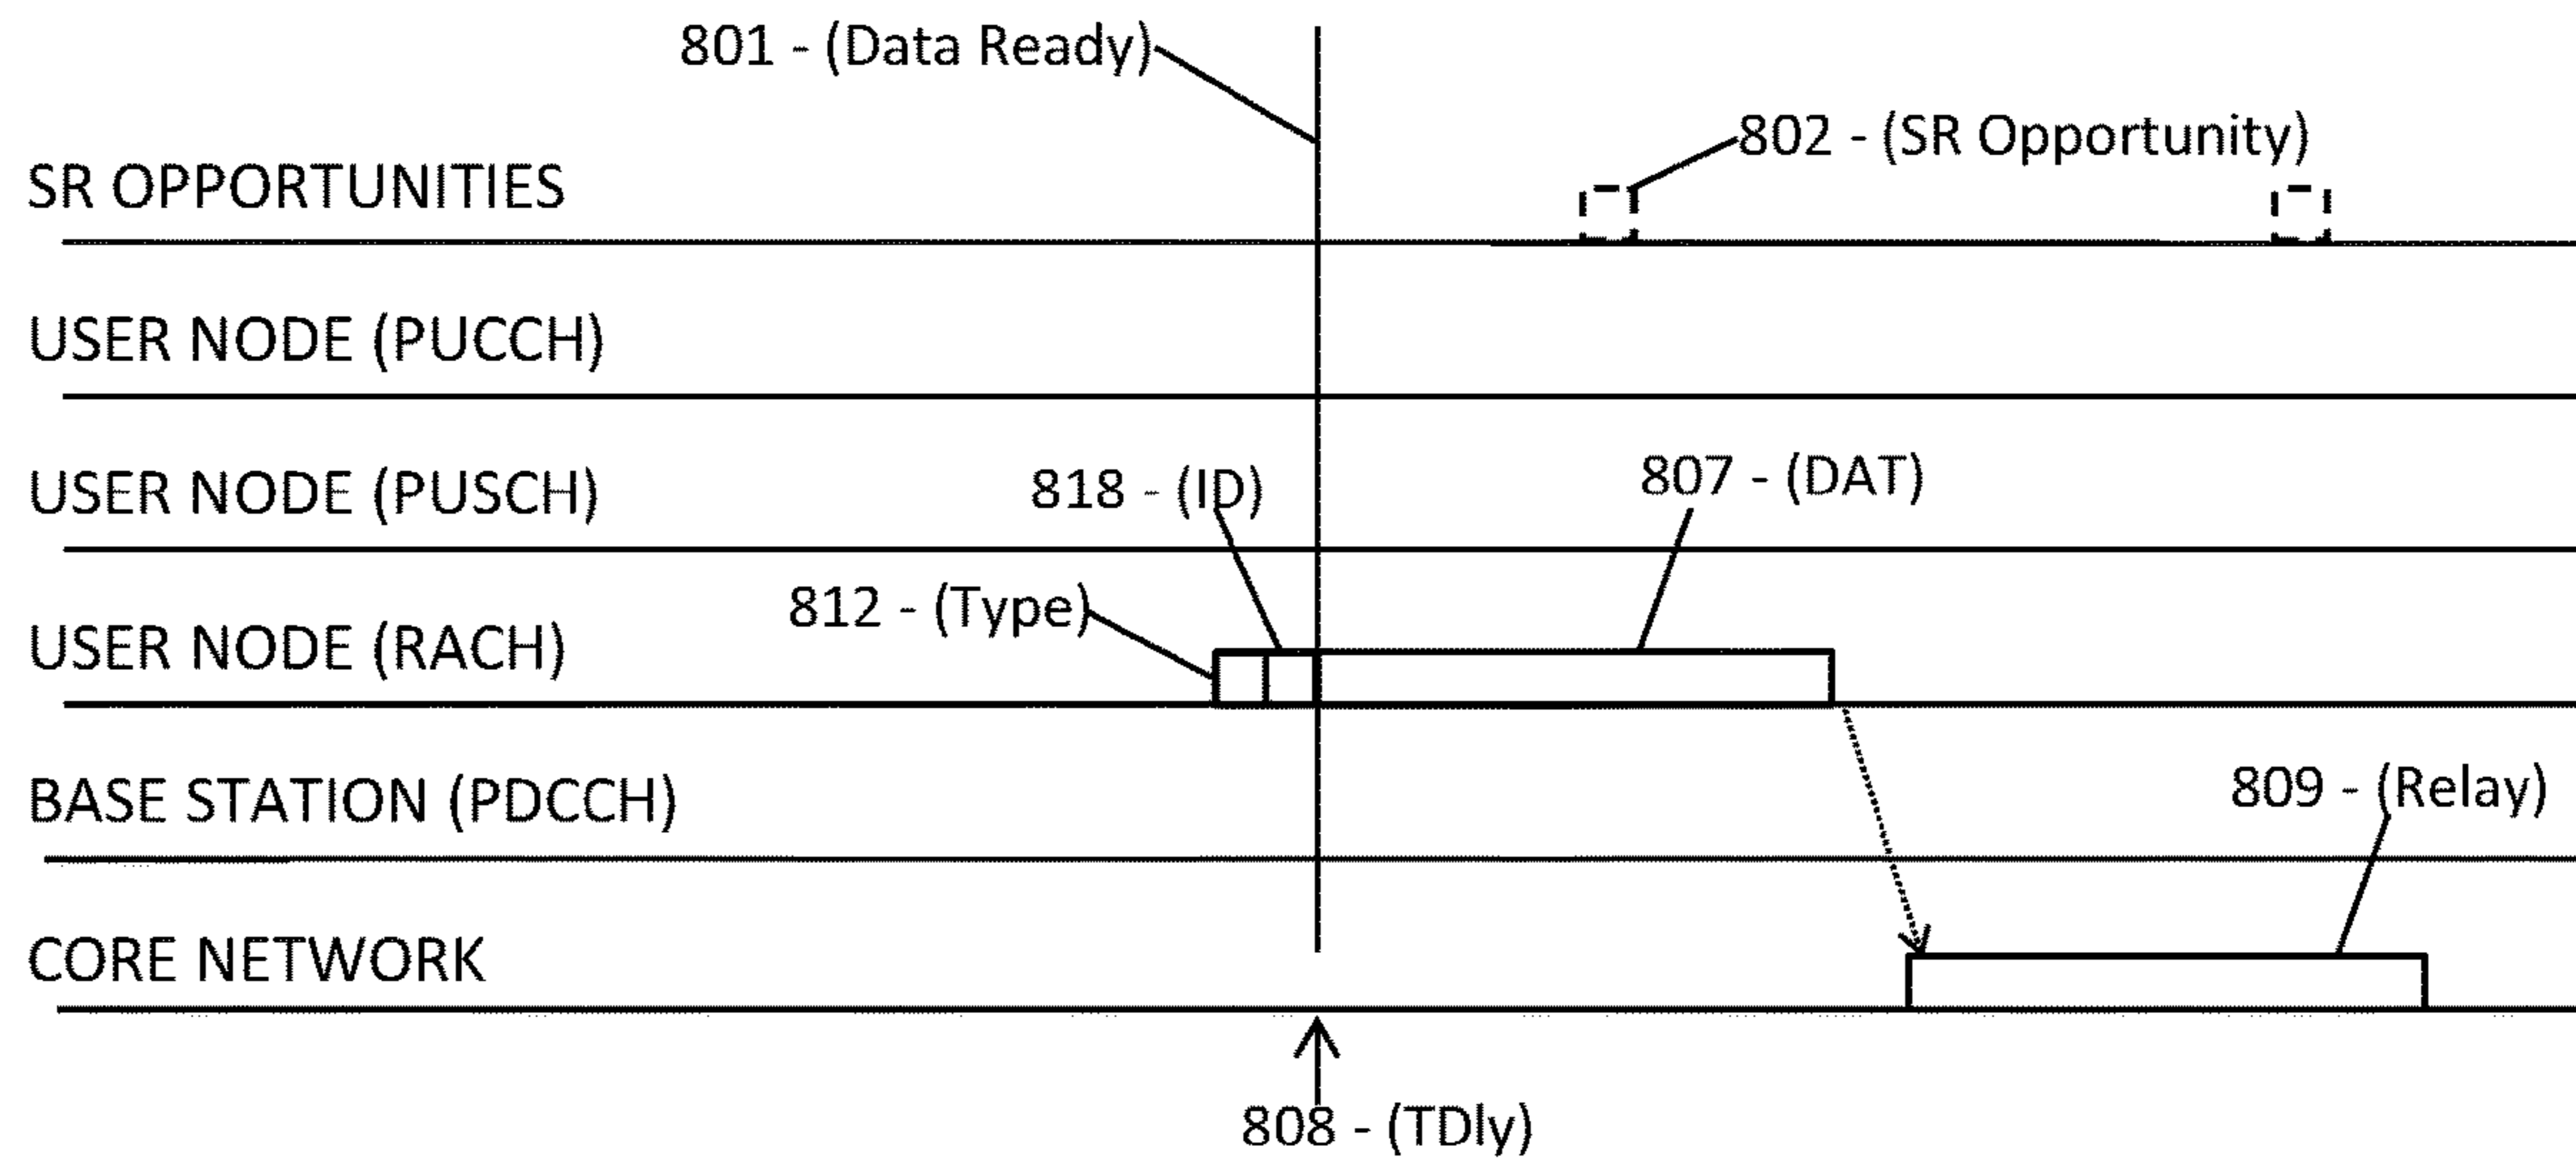 801 - (Data Ready)
802 - (SR Opportunity)
SR OPPORTUNITIES
USER NODE (PUCCH)
USER NODE (PUSCH)
818 - (ID)
807 - (DAT)
812 - (Type)
USER NODE (RACH)
BASE STATION (PDCCH)
809 - (Relay)
CORE NETWORK
808 - (TDly)